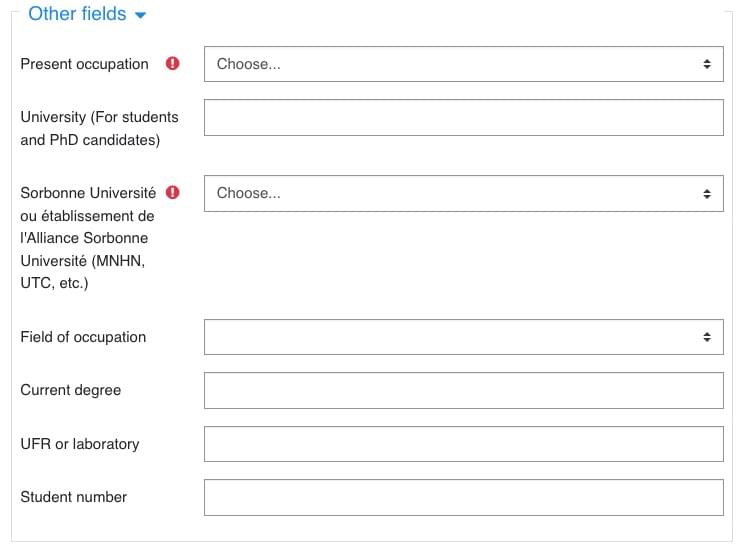 Other fields
Present occupation
Choose...
University (For students
and PhD candidates)
Sorbonne Université
Choose...
ou établissement de
l'Alliance Sorbonne
Université (MNHN,
UTC, etc.)
Field of occupation
Current degree
UFR or laboratory
Student number